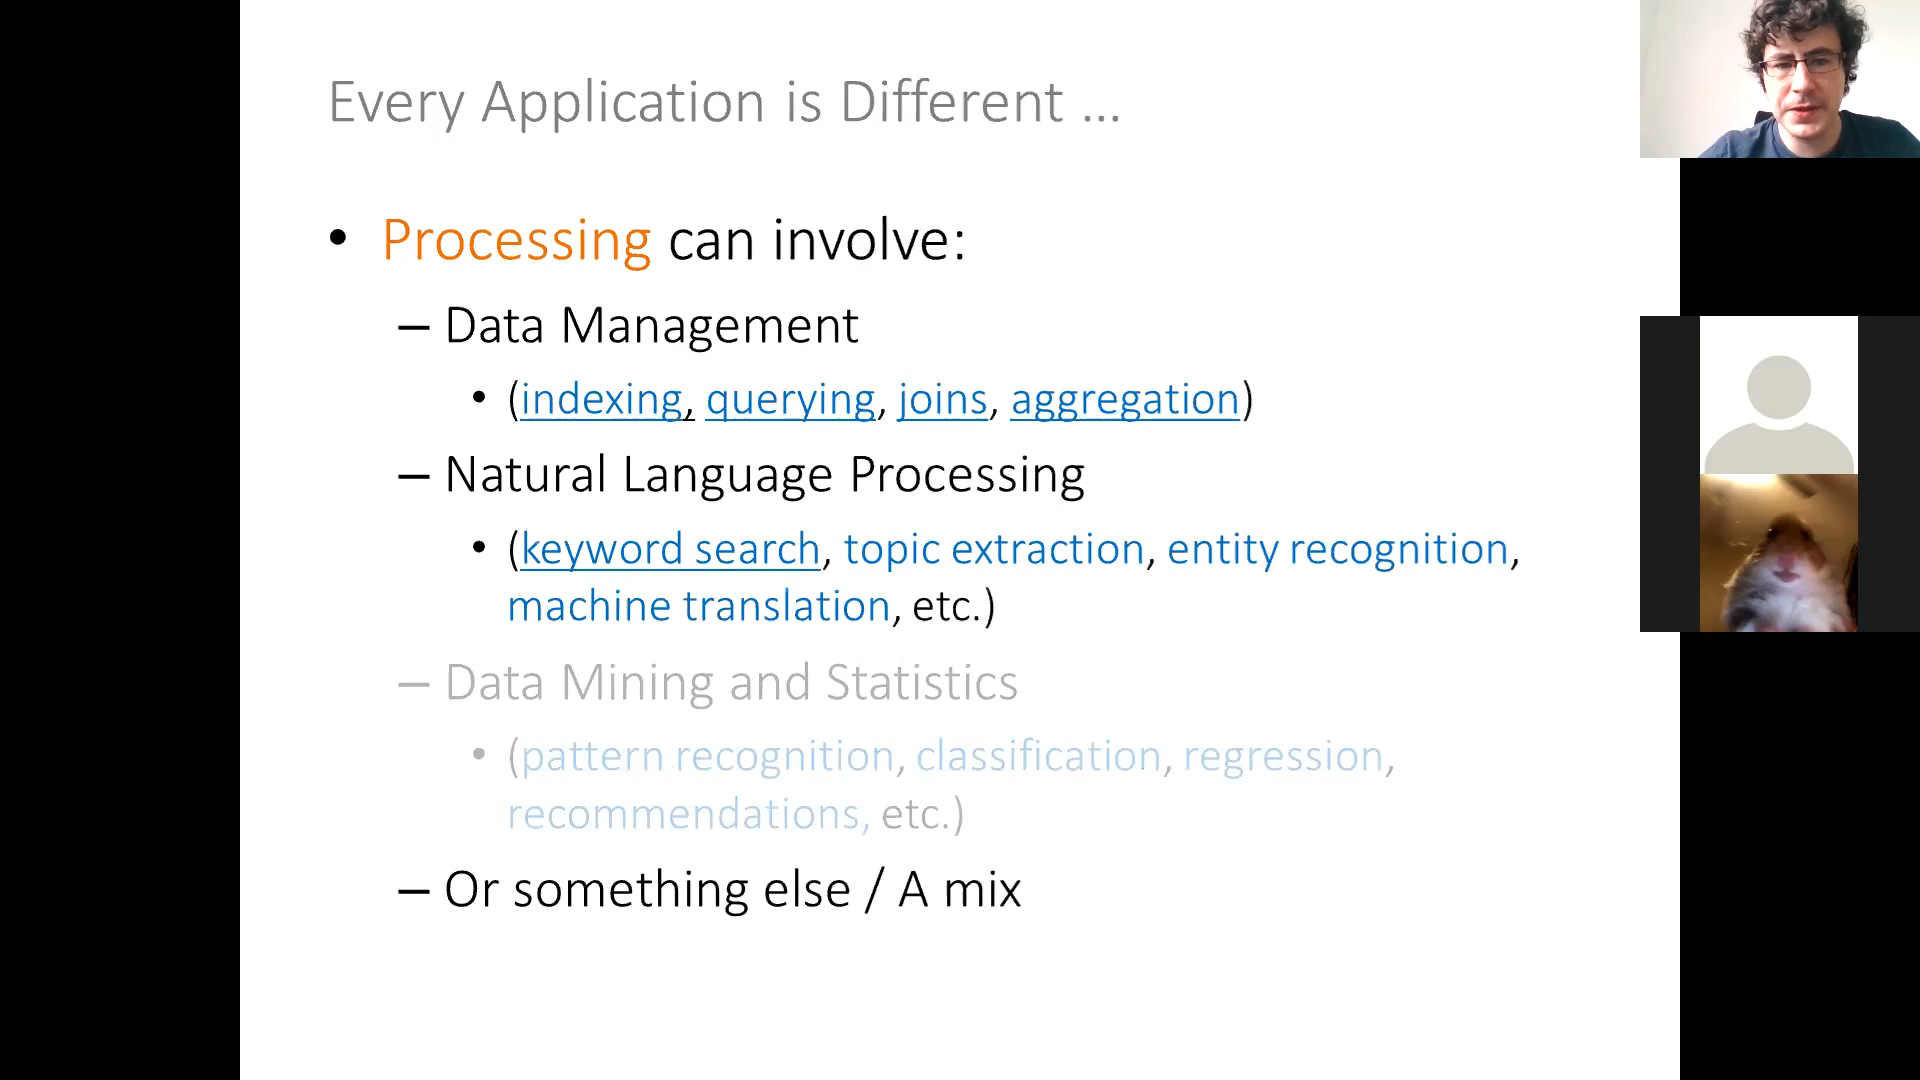 Every Application is Different …
• Processing can involve:
– Data Management
• (indexing, querying, joins, aggregation)
– Natural Language Processing
• (keyword search, topic extraction, entity recognition,
machine translation, etc.)
– Data Mining and Statistics
• (pattern recognition, classification, regression,
recommendations, etc.)
– Or something else / A mix